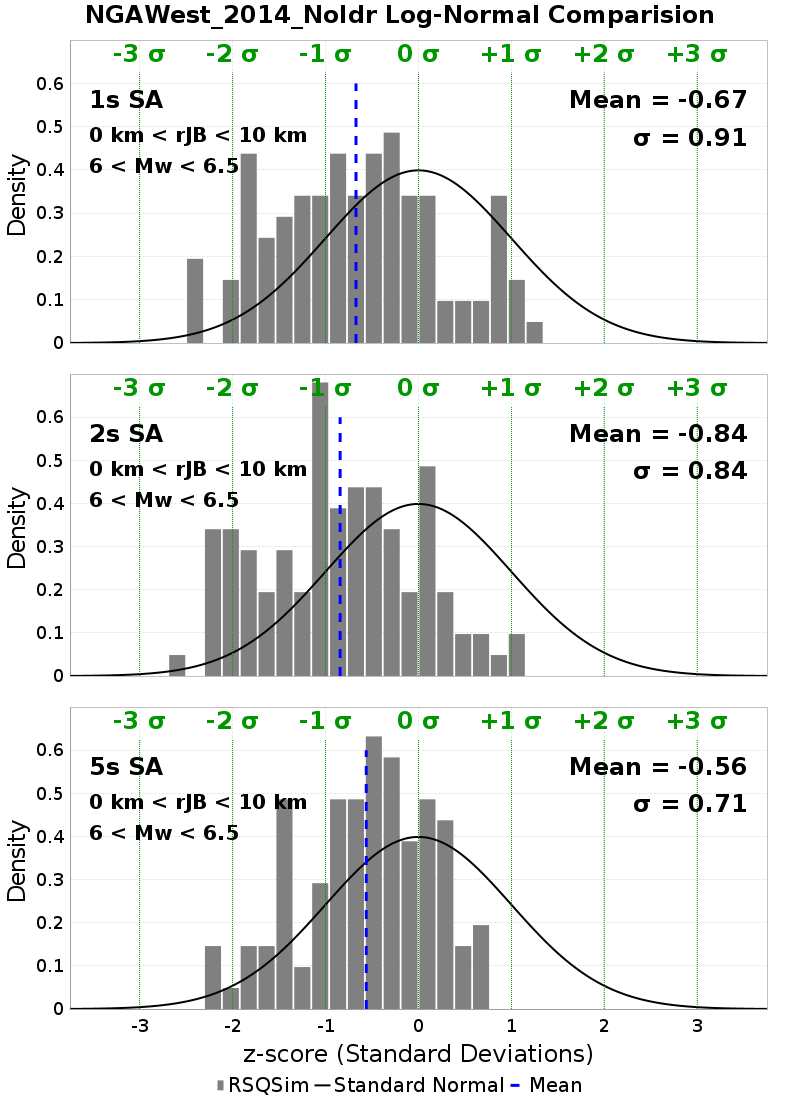 NGAWest_2014_NoIdr Log-Normal Comparision
-3 σ -2 σ -1 σ 0 σ +1 σ +2 σ +3 σ
1s SA
Mean = -0.67
0 km < rJB < 10 km
σ = 0.91
6 < Mw < 6.5
Density
0.6
0.5
0.4
0.3
0.2
0.1
0
-3 σ -2 σ -1 σ 0 σ +1 σ +2 σ +3 σ
2s SA
Mean = -0.84
0 km < rJB < 10 km
σ = 0.84
6 < Mw < 6.5
Density
0.6
0.5
0.4
0.3
0.2
0.1
0
-3 σ -2 σ -1 σ 0 σ +1 σ +2 σ +3 σ
5s SA
Mean = -0.56
0 km < rJB < 10 km
σ = 0.71
6 < Mw < 6.5
Density
0.6
0.5
0.4
0.3
0.2
0.1
0
-3 -2 -1 0 1 2 3
z-score (Standard Deviations)
RSQSim Standard Normal Mean